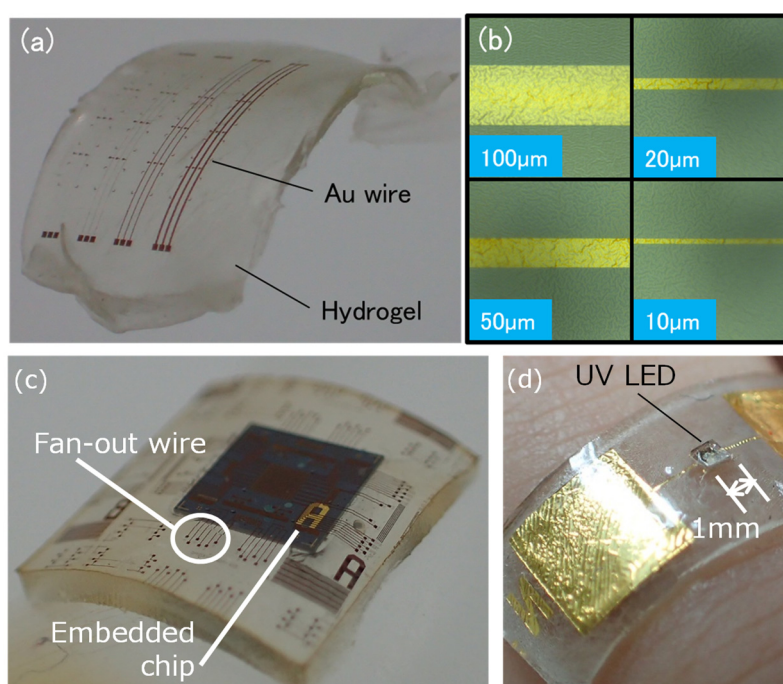 (a)
Au wire
Hydrogel
(b)
100μm
20μm
50μm
10μm
(c)
Fan-out wire
Embedded
chip
(d)
UV LED
1mm